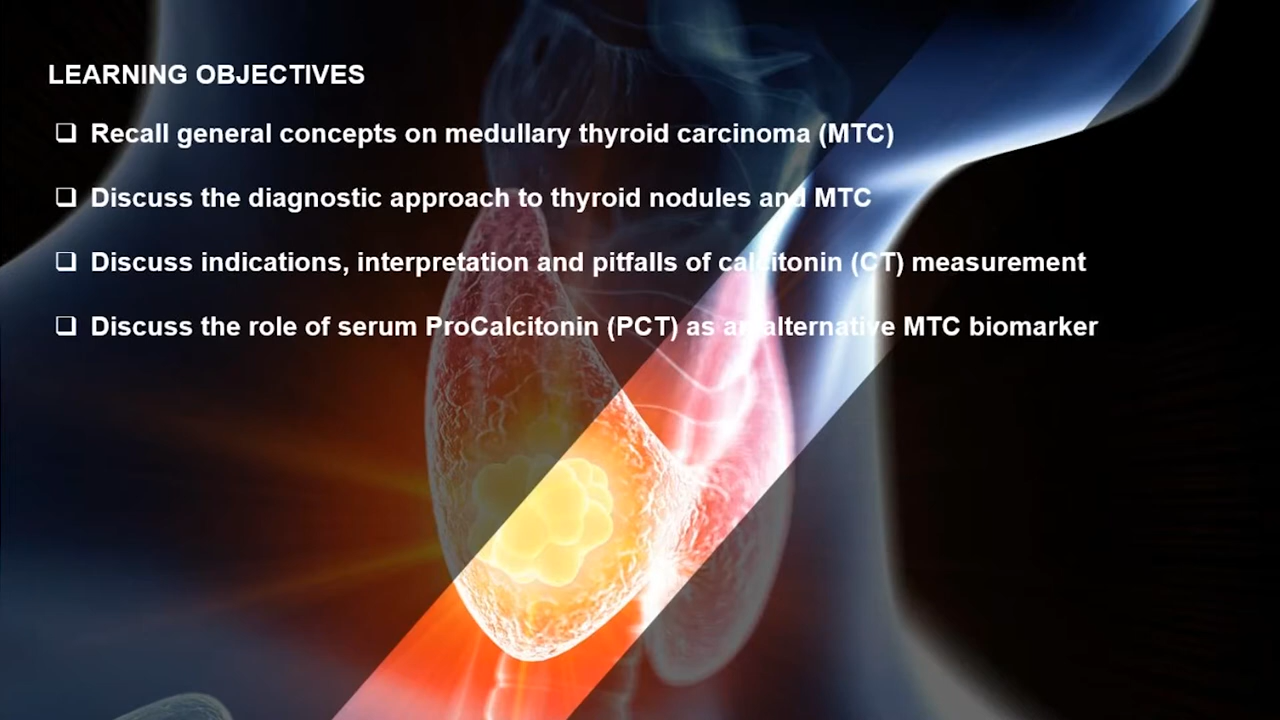 LEARNING OBJECTIVES
❑ Recall general concepts on medullary thyroid carcinoma (MTC)
❑ Discuss the diagnostic approach to thyroid nodules and MTC
❑ Discuss indications, interpretation and pitfalls of calcitonin (CT) measurement
❑ Discuss the role of serum ProCalcitonin (PCT) as an alternative MTC biomarker